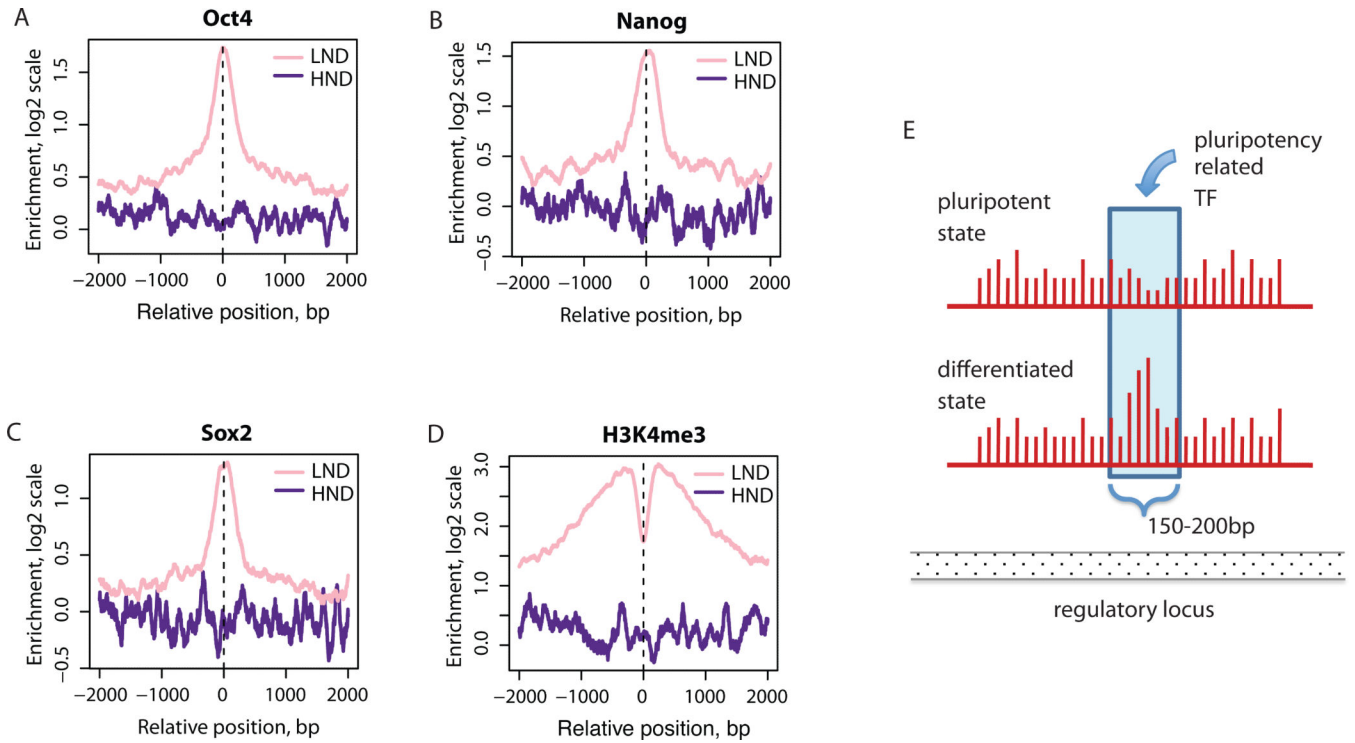 A
Oct4
Enrichment, log2 scale
0.0
0.5
1.0
1.5
LND
HND
−2000
−1000
0
1000
2000
Relative position, bp
B
Nanog
Enrichment, log2 scale
−0.5
0.0
0.5
1.0
1.5
LND
HND
−2000
−1000
0
1000
2000
Relative position, bp
C
Sox2
Enrichment, log2 scale
−0.5
0.0
0.5
1.0
LND
HND
−2000
−1000
0
1000
2000
Relative position, bp
D
H3K4me3
Enrichment, log2 scale
0.0
1.0
2.0
3.0
LND
HND
−2000
−1000
0
1000
2000
Relative position, bp
E
pluripotency
related
TF
pluripotent
state
differentiated
state
150-200bp
regulatory locus